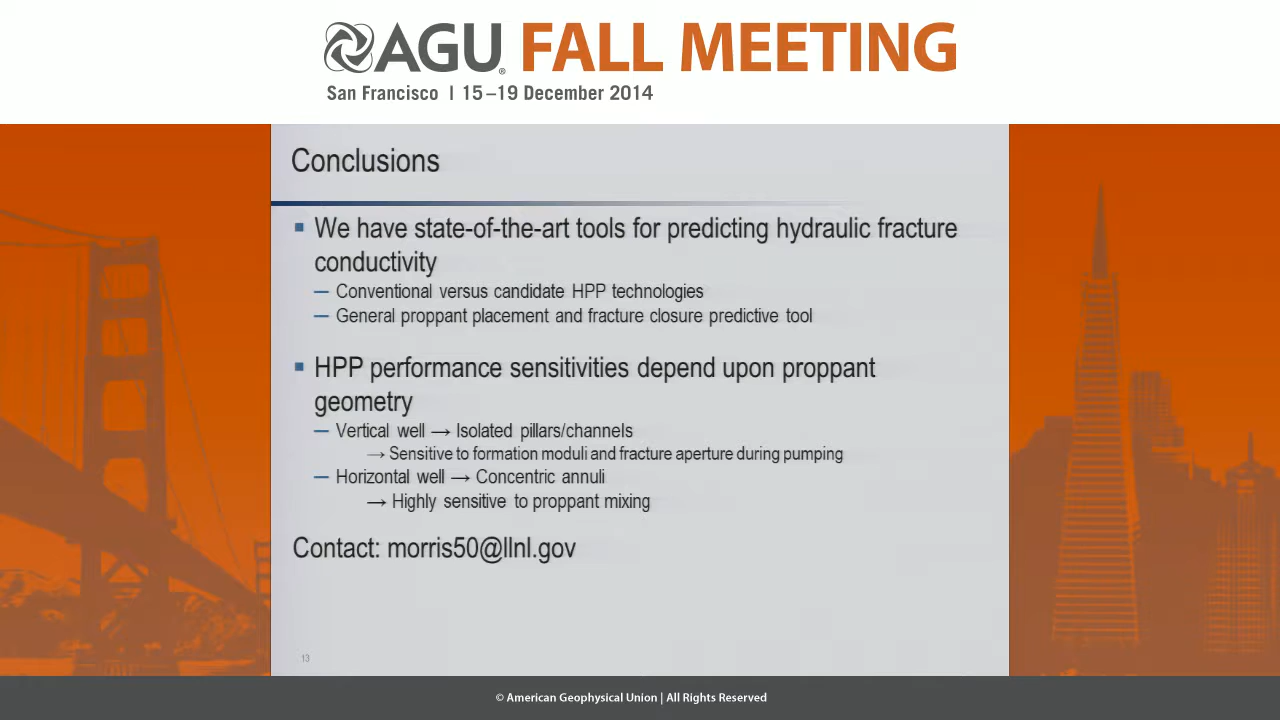 AGU® FALL MEETING
San Francisco | 15–19 December 2014
Conclusions
We have state-of-the-art tools for predicting hydraulic fracture
conductivity
— Conventional versus candidate HPP technologies
— General proppant placement and fracture closure predictive tool
HPP performance sensitivities depend upon proppant
geometry
— Vertical well → Isolated pillars/channels
→ Sensitive to formation moduli and fracture aperture during pumping
— Horizontal well → Concentric annuli
→ Highly sensitive to proppant mixing
Contact: morris50@llnl.gov
13
© American Geophysical Union | All Rights Reserved